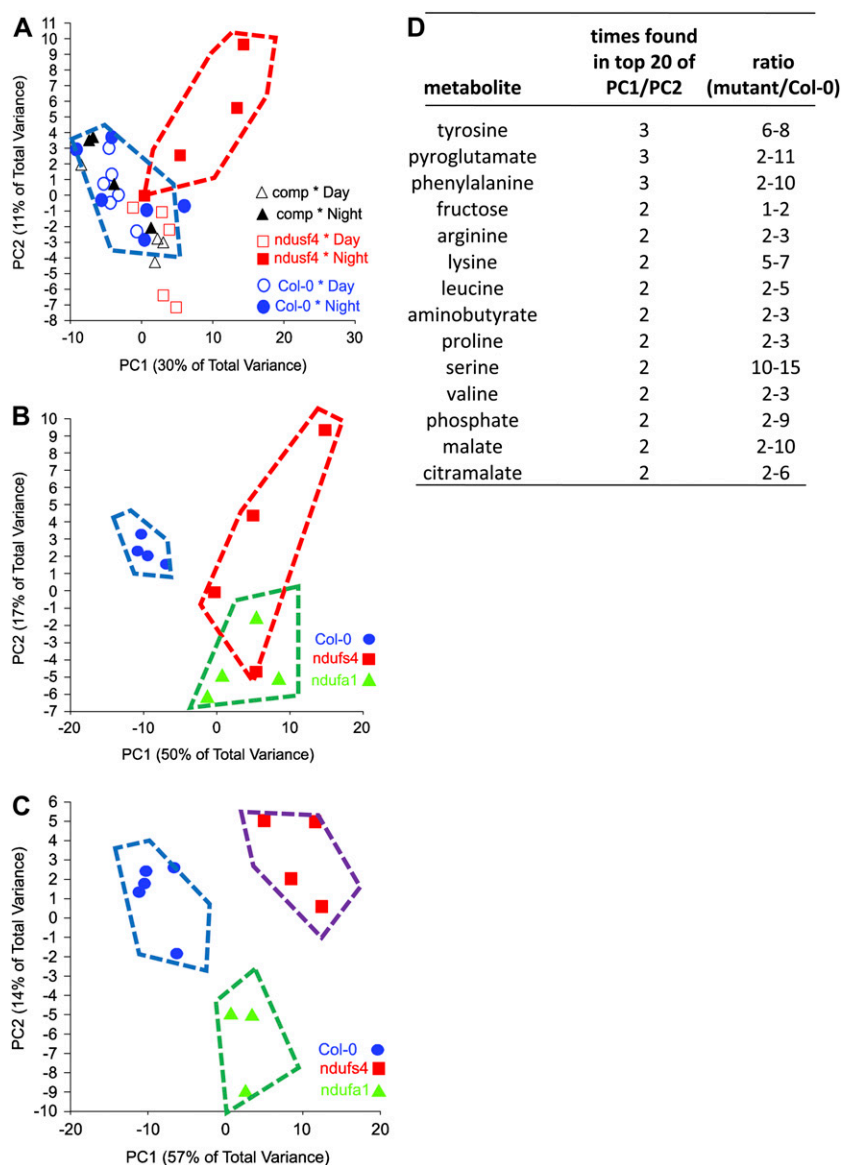 A
PC2 (11% of Total Variance)
11
10
9
8
7
6
5
4
3
2
1
0
-1
-2
-3
-4
-5
-6
-7
-8
comp * Day
comp * Night
ndusf4 * Day
ndusf4 * Night
Col-0 * Day
Col-0 * Night
-10 0 10 20 30
PC1 (30% of Total Variance)
B
PC2 (17% of Total Variance)
10
9
8
7
6
5
4
3
2
1
0
-1
-2
-3
-4
-5
-6
-7
Col-0
ndufs4
ndufa1
-20 -10 0 10 20
PC1 (50% of Total Variance)
C
PC2 (14% of Total Variance)
6
5
4
3
2
1
0
-1
-2
-3
-4
-5
-6
-7
-8
-9
-10
Col-0
ndufs4
ndufa1
-20 -10 0 10 20
PC1 (57% of Total Variance)
D
times found
in top 20 of ratio
metabolite PC1/PC2 (mutant/Col-0)
tyrosine 3 6-8
pyroglutamate 3 2-11
phenylalanine 3 2-10
fructose 2 1-2
arginine 2 2-3
lysine 2 5-7
leucine 2 2-5
aminobutyrate 2 2-3
proline 2 2-3
serine 2 10-15
valine 2 2-3
phosphate 2 2-9
malate 2 2-10
citramalate 2 2-6